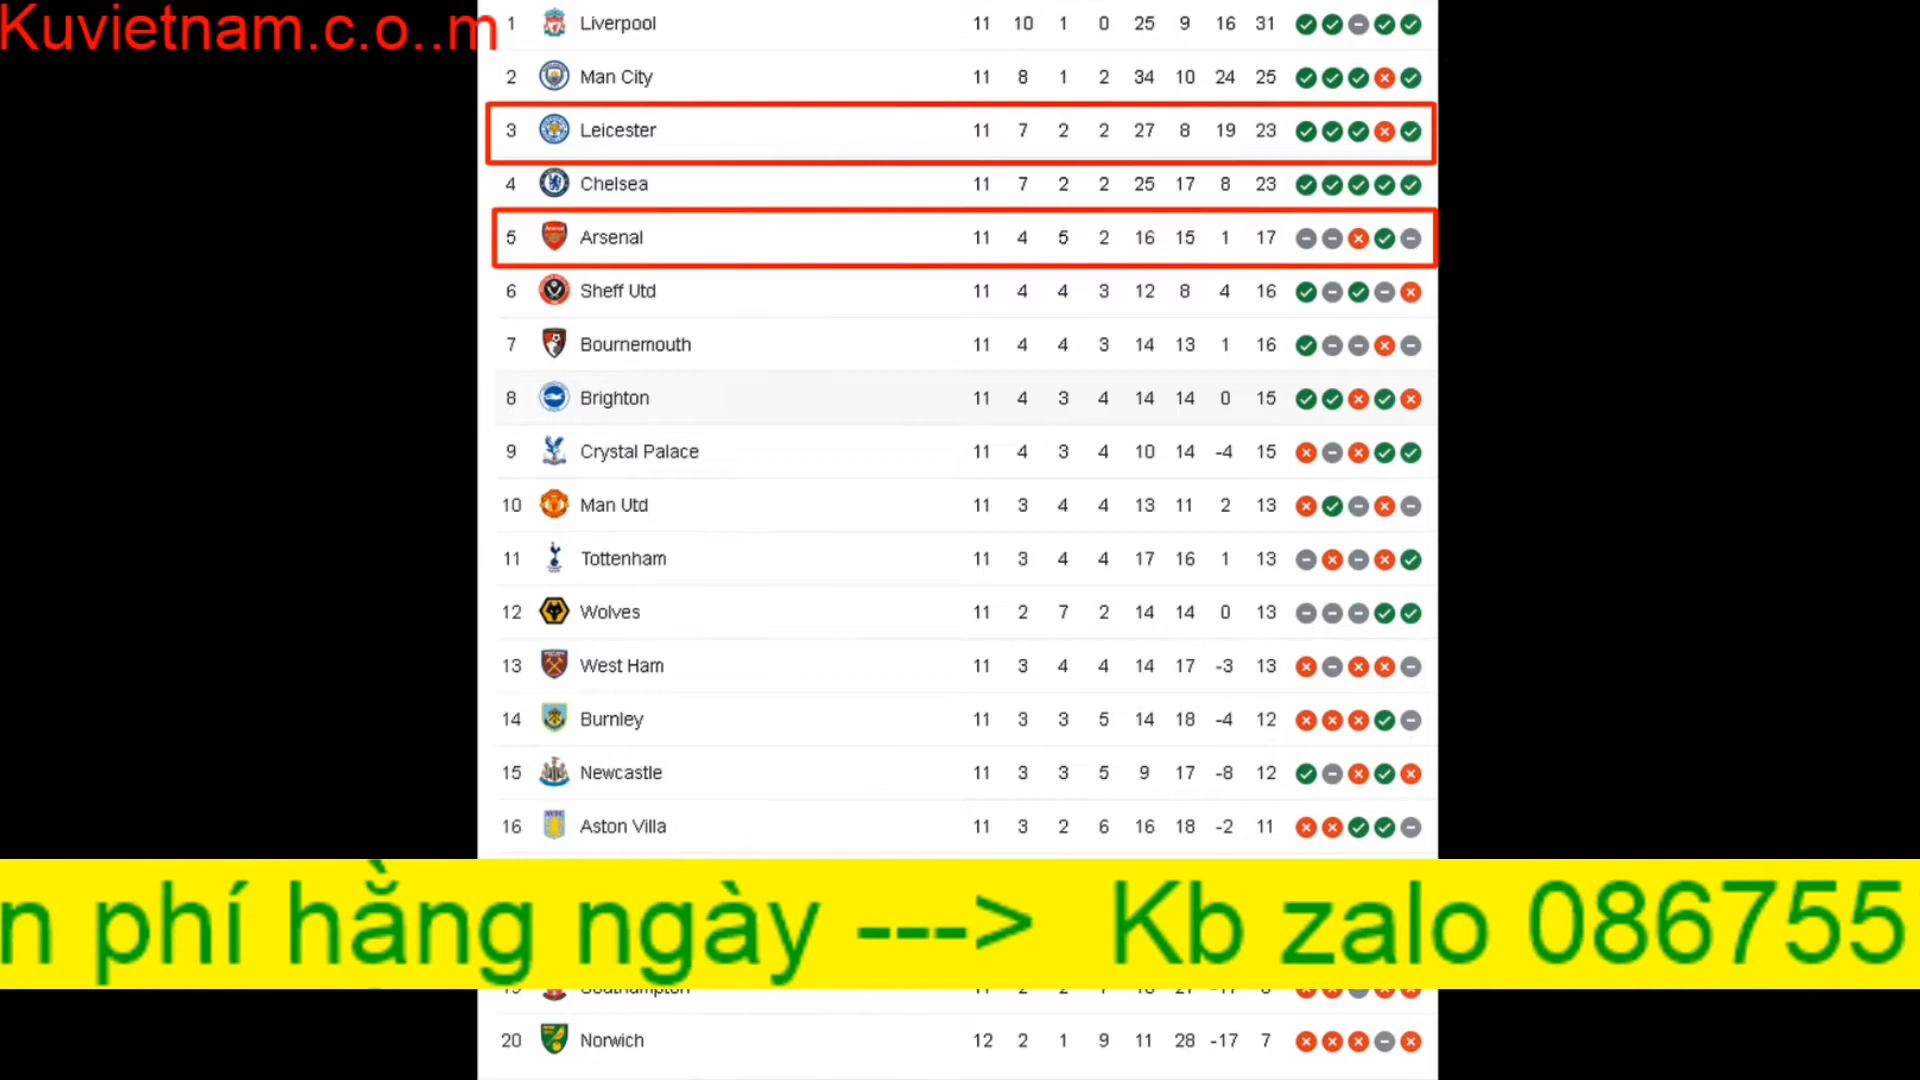 Kuvietnam.c.o..m
1 Liverpool 11 10 1 0 25 9 16 31
2 Man City 11 8 1 2 34 10 24 25
3 Leicester 11 7 2 2 27 8 19 23
4 Chelsea 11 7 2 2 25 17 8 23
5 Arsenal 11 4 5 2 16 15 1 17
6 Sheff Utd 11 4 4 3 12 8 4 16
7 Bournemouth 11 4 4 3 14 13 1 16
8 Brighton 11 4 3 4 14 14 0 15
9 Crystal Palace 11 4 3 4 10 14 -4 15
10 Man Utd 11 3 4 4 13 11 2 13
11 Tottenham 11 3 4 4 17 16 1 13
12 Wolves 11 2 7 2 14 14 0 13
13 West Ham 11 3 4 4 14 17 -3 13
14 Burnley 11 3 3 5 14 18 -4 12
15 Newcastle 11 3 3 5 9 17 -8 12
16 Aston Villa 11 3 2 6 16 18 -2 11
n phí hằng ngày ---> Kb zalo 086755
Southampton
20 Norwich 12 2 1 9 11 28 -17 7